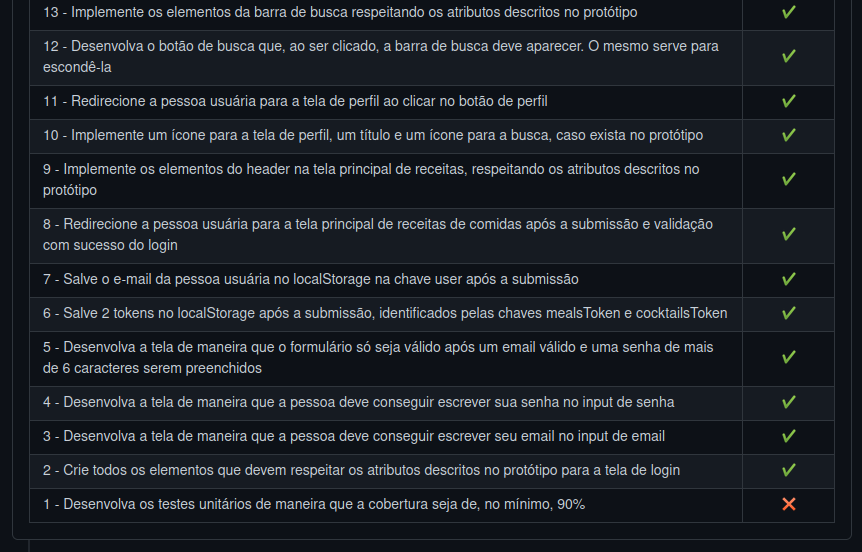 13 - Implemente os elementos da barra de busca respeitando os atributos descritos no protótipo ✔
12 - Desenvolva o botão de busca que, ao ser clicado, a barra de busca deve aparecer. O mesmo serve para
escondê-la ✔
11 - Redirecione a pessoa usuária para a tela de perfil ao clicar no botão de perfil ✔
10 - Implemente um ícone para a tela de perfil, um título e um ícone para a busca, caso exista no protótipo ✔
9 - Implemente os elementos do header na tela principal de receitas, respeitando os atributos descritos no
protótipo ✔
8 - Redirecione a pessoa usuária para a tela principal de receitas de comidas após a submissão e validação
com sucesso do login ✔
7 - Salve o e-mail da pessoa usuária no localStorage na chave user após a submissão ✔
6 - Salve 2 tokens no localStorage após a submissão, identificados pelas chaves mealsToken e cocktailsToken ✔
5 - Desenvolva a tela de maneira que o formulário só seja válido após um email válido e uma senha de mais
de 6 caracteres serem preenchidos ✔
4 - Desenvolva a tela de maneira que a pessoa deve conseguir escrever sua senha no input de senha ✔
3 - Desenvolva a tela de maneira que a pessoa deve conseguir escrever seu email no input de email ✔
2 - Crie todos os elementos que devem respeitar os atributos descritos no protótipo para a tela de login ✔
1 - Desenvolva os testes unitários de maneira que a cobertura seja de, no mínimo, 90% ❌